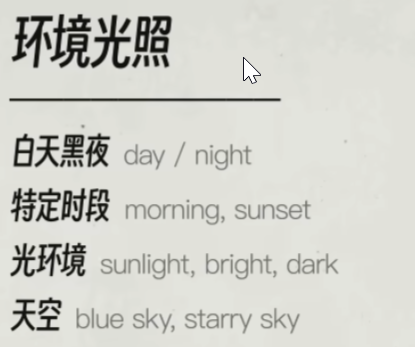 环境光照
白天黑夜 day / night
特定时段 morning, sunset
光环境 sunlight, bright, dark
天空 blue sky, starry sky